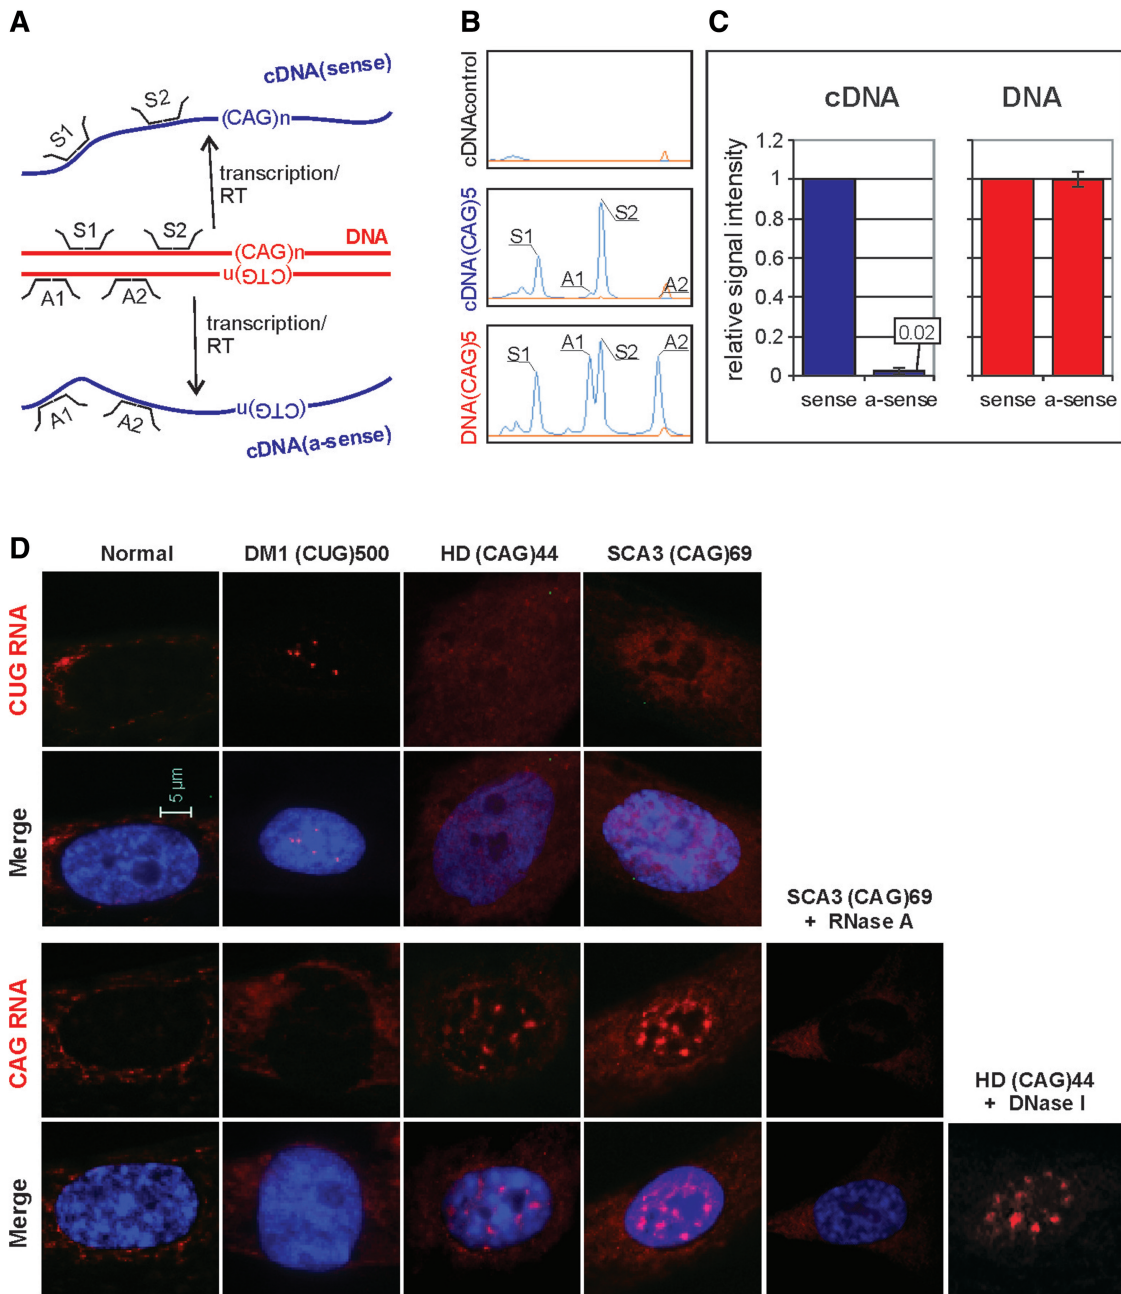 A
cDNA(sense)
S1
S2
(CAG)n
transcription/
RT
S1
S2
DNA
(CAG)n
(CTG)n
A1
A2
transcription/
RT
A1
A2
(CTG)n
cDNA(a-sense)
B
cDNAcontrol
cDNA(CAG)5
S1
A1
S2
A2
DNA(CAG)5
S1
A1
S2
A2
C
cDNA
DNA
relative signal intensity
1.2
1
0.8
0.6
0.4
0.2
0
0.02
sense
a-sense
sense
a-sense
D
Normal
DM1 (CUG)500
HD (CAG)44
SCA3 (CAG)69
CUG RNA
Merge
5 µm
SCA3 (CAG)69
+ RNase A
CAG RNA
HD (CAG)44
+ DNase I
Merge